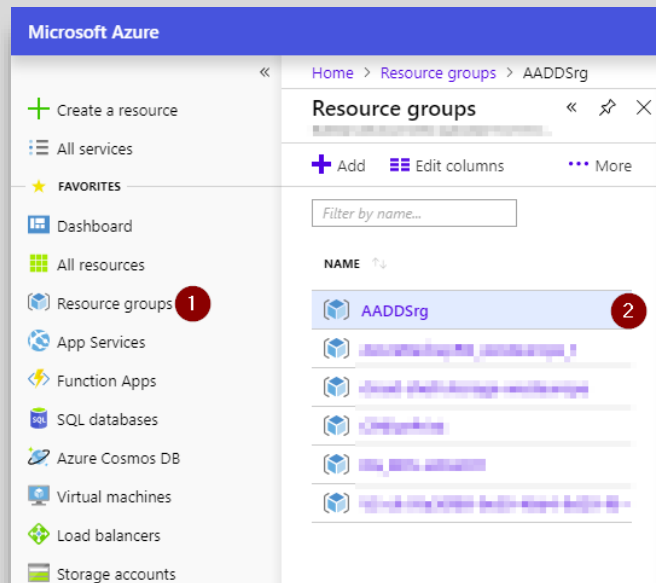 Microsoft Azure
«
Create a resource
All services
FAVORITES
Dashboard
All resources
Resource groups 1
App Services
Function Apps
SQL databases
Azure Cosmos DB
Virtual machines
Load balancers
Storage accounts
Home > Resource groups > AADDSrg
Resource groups «
Add Edit columns ··· More
Filter by name...
NAME ↑↓
AADDSrg 2